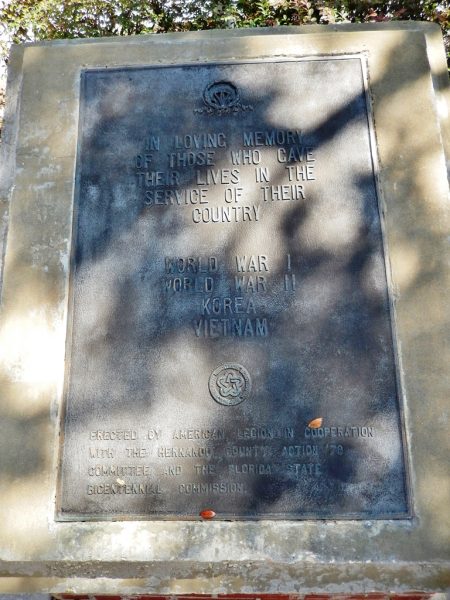 IN LOVING MEMORY
OF THOSE WHO GAVE
THEIR LIVES IN THE
SERVICE OF THEIR
COUNTRY
WORLD WAR I
WORLD WAR II
KOREA
VIETNAM
ERECTED BY AMERICAN LEGION IN COOPERATION
WITH THE HERNANDO COUNTY ACTION '76
COMMITTEE AND THE FLORIDA STATE
BICENTENNIAL COMMISSION.